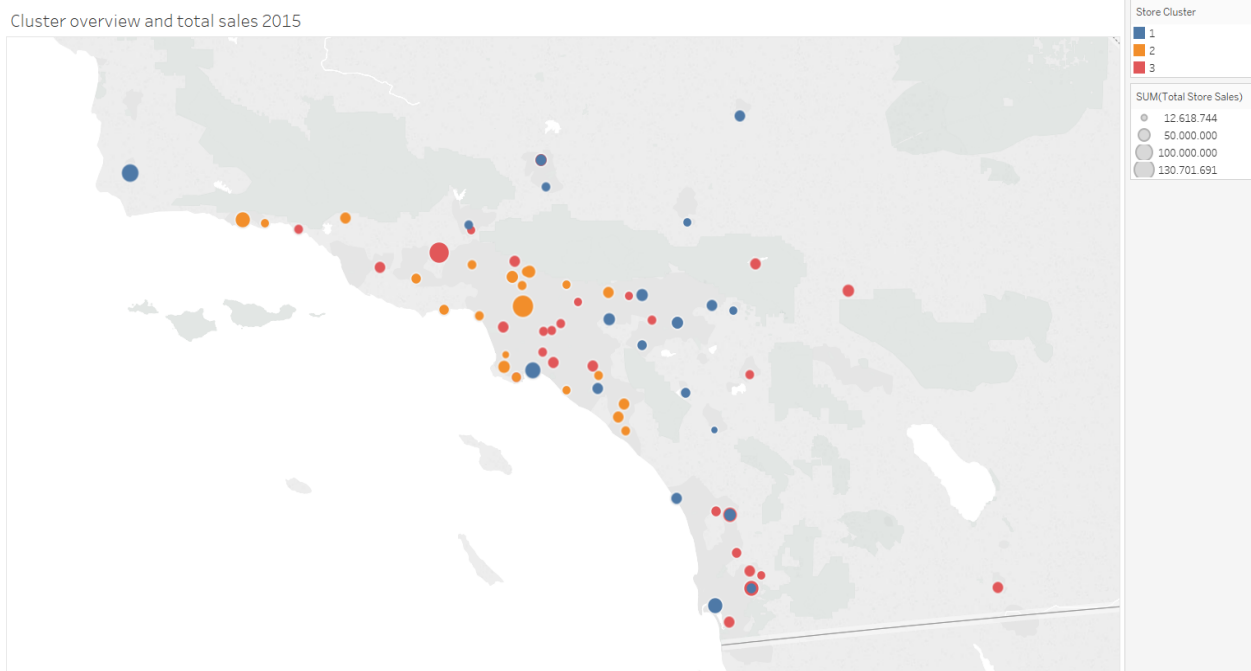 Cluster overview and total sales 2015
Store Cluster
1
2
3
SUM(Total Store Sales)
12.618.744
50.000.000
100.000.000
130.701.691